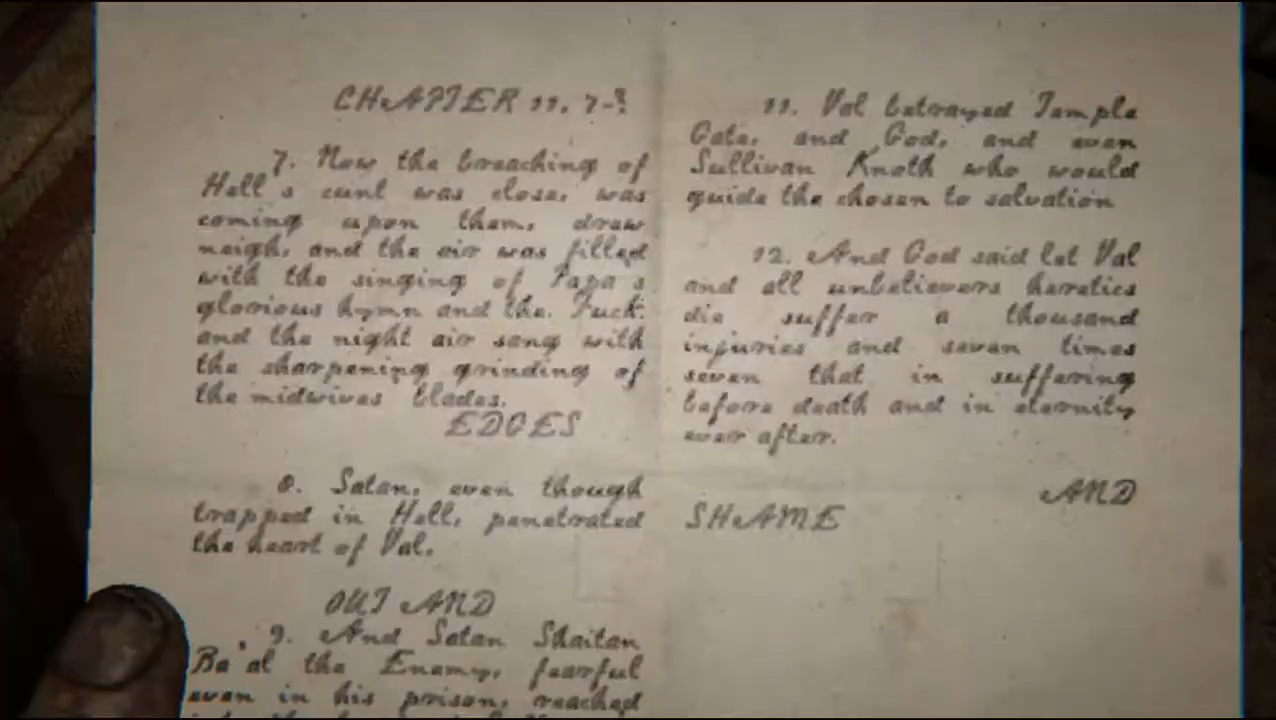 CHAPTER 11. 7-?
7. Now the breaching of
Hell's cunt was close, was
coming upon them, drew
neigh, and the air was filled
with the singing of Papa's
glorious hymn and the. Fuck.
and the night air sang with
the sharpening grinding of
the midwives blades.
EDGES
8. Satan, even though
trapped in Hell, penetrated
the heart of Val.
OUT AND
9. And Satan Shaitan
Ba'al the Enemy, fearful
even in his prison, reached
11. Val betrayed Temple
Gate, and God, and even
Sullivan Knoth who would
guide the chosen to salvation
12. And God said let Val
and all unbelievers heretics
die suffer a thousand
injuries and seven times
seven that in suffering
before death and in eternity
ever after.
AND
SHAME